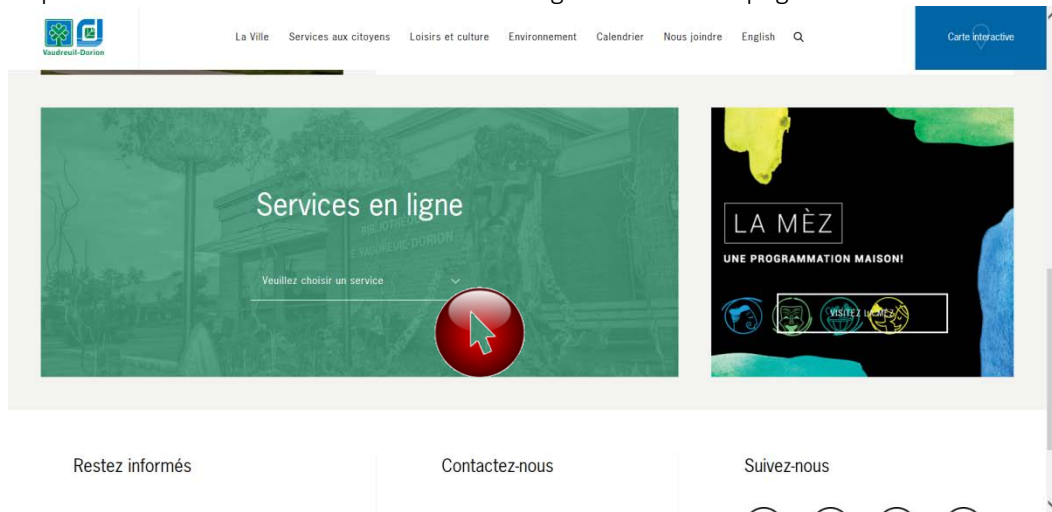 Vaudreuil-Dorion
La Ville Services aux citoyens Loisirs et culture Environnement Calendrier Nous joindre English
Carte interactive
Services en ligne
VAUDREUIL-DORION
Veuillez choisir un service
LA MÈZ
UNE PROGRAMMATION MAISON!
VISITEZ LA MÈZ
Restez informés
Contactez-nous
Suivez-nous